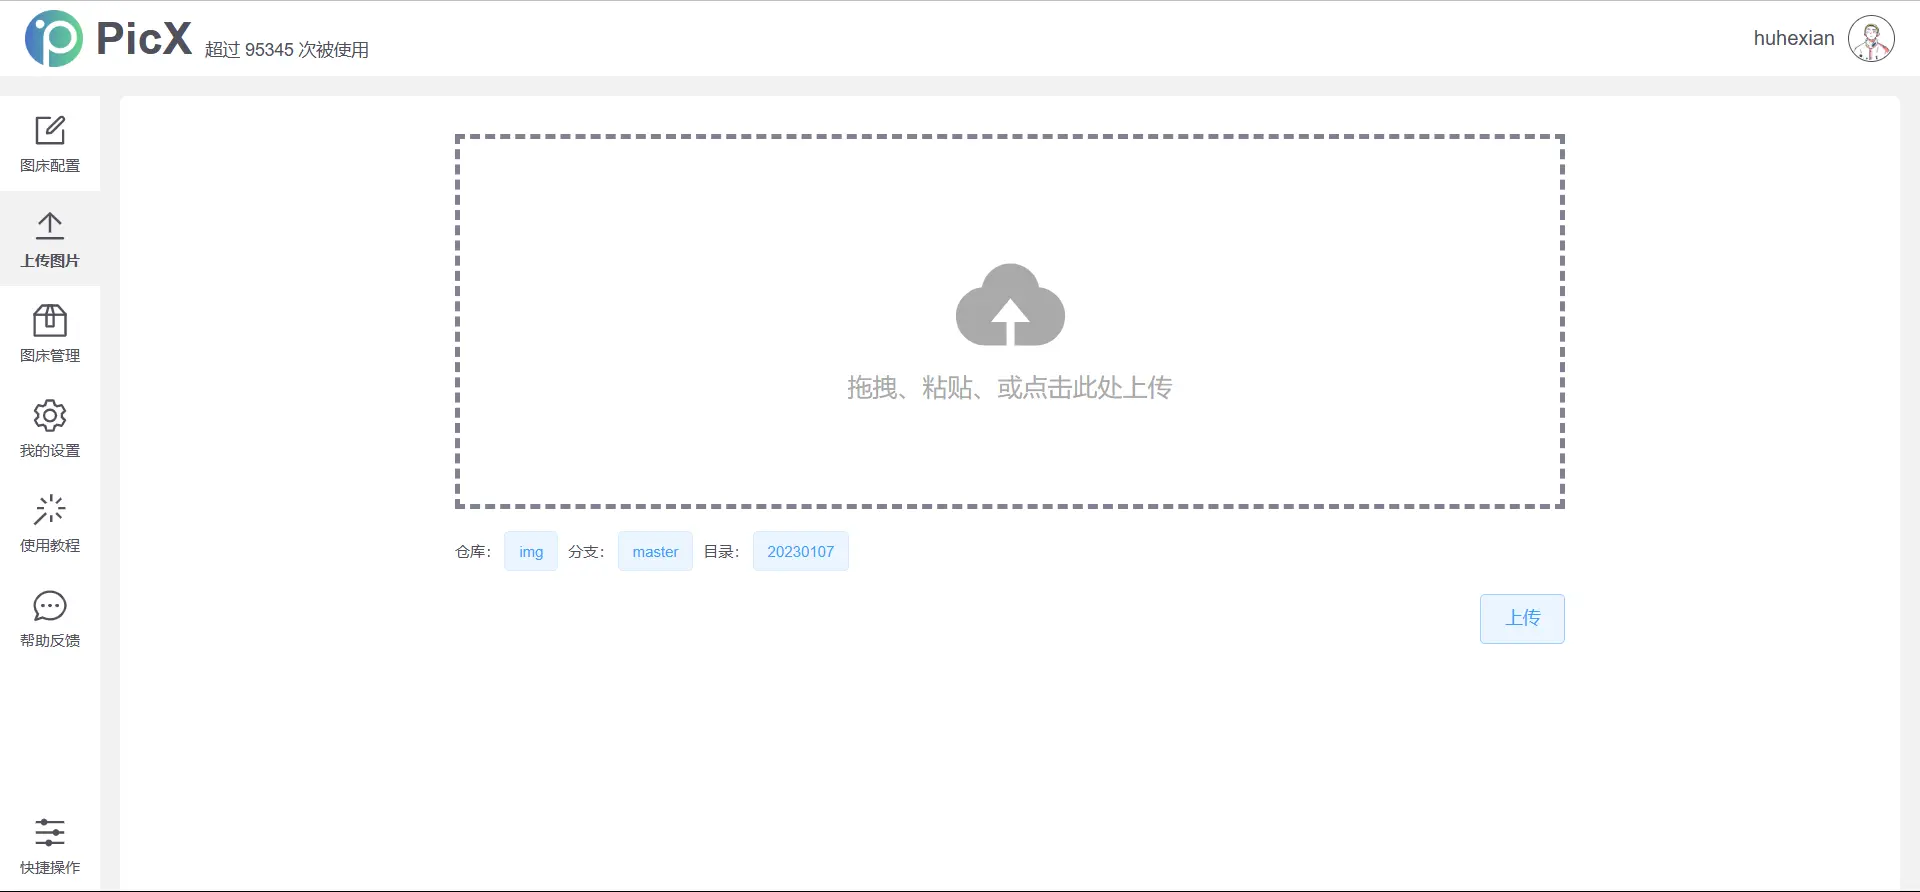 PicX 超过 95345 次被使用
huhexian
图床配置
上传图片
图床管理
我的设置
使用教程
帮助反馈
快捷操作
拖拽、粘贴、或点击此处上传
仓库： img 分支： master 目录： 20230107
上传